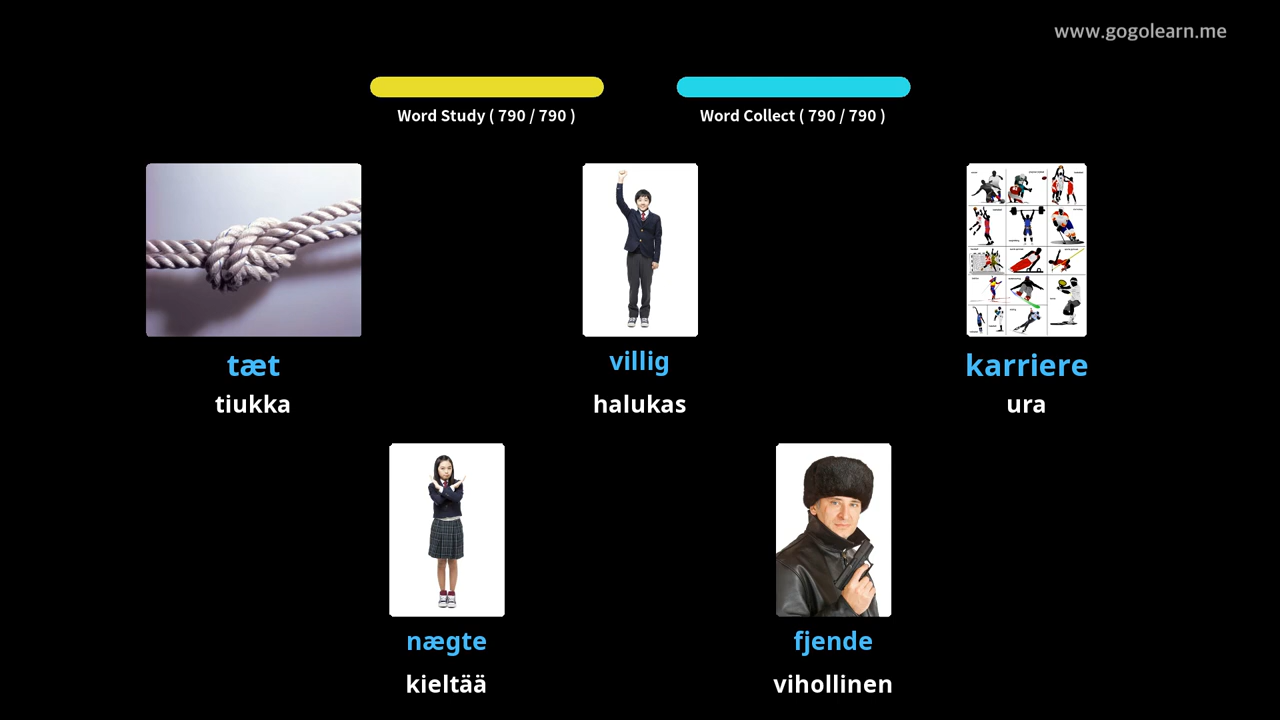 www.gogolearn.me
Word Study ( 790 / 790 )
Word Collect ( 790 / 790 )
tæt
villig
karriere
tiukka
halukas
ura
nægte
fjende
kieltää
vihollinen